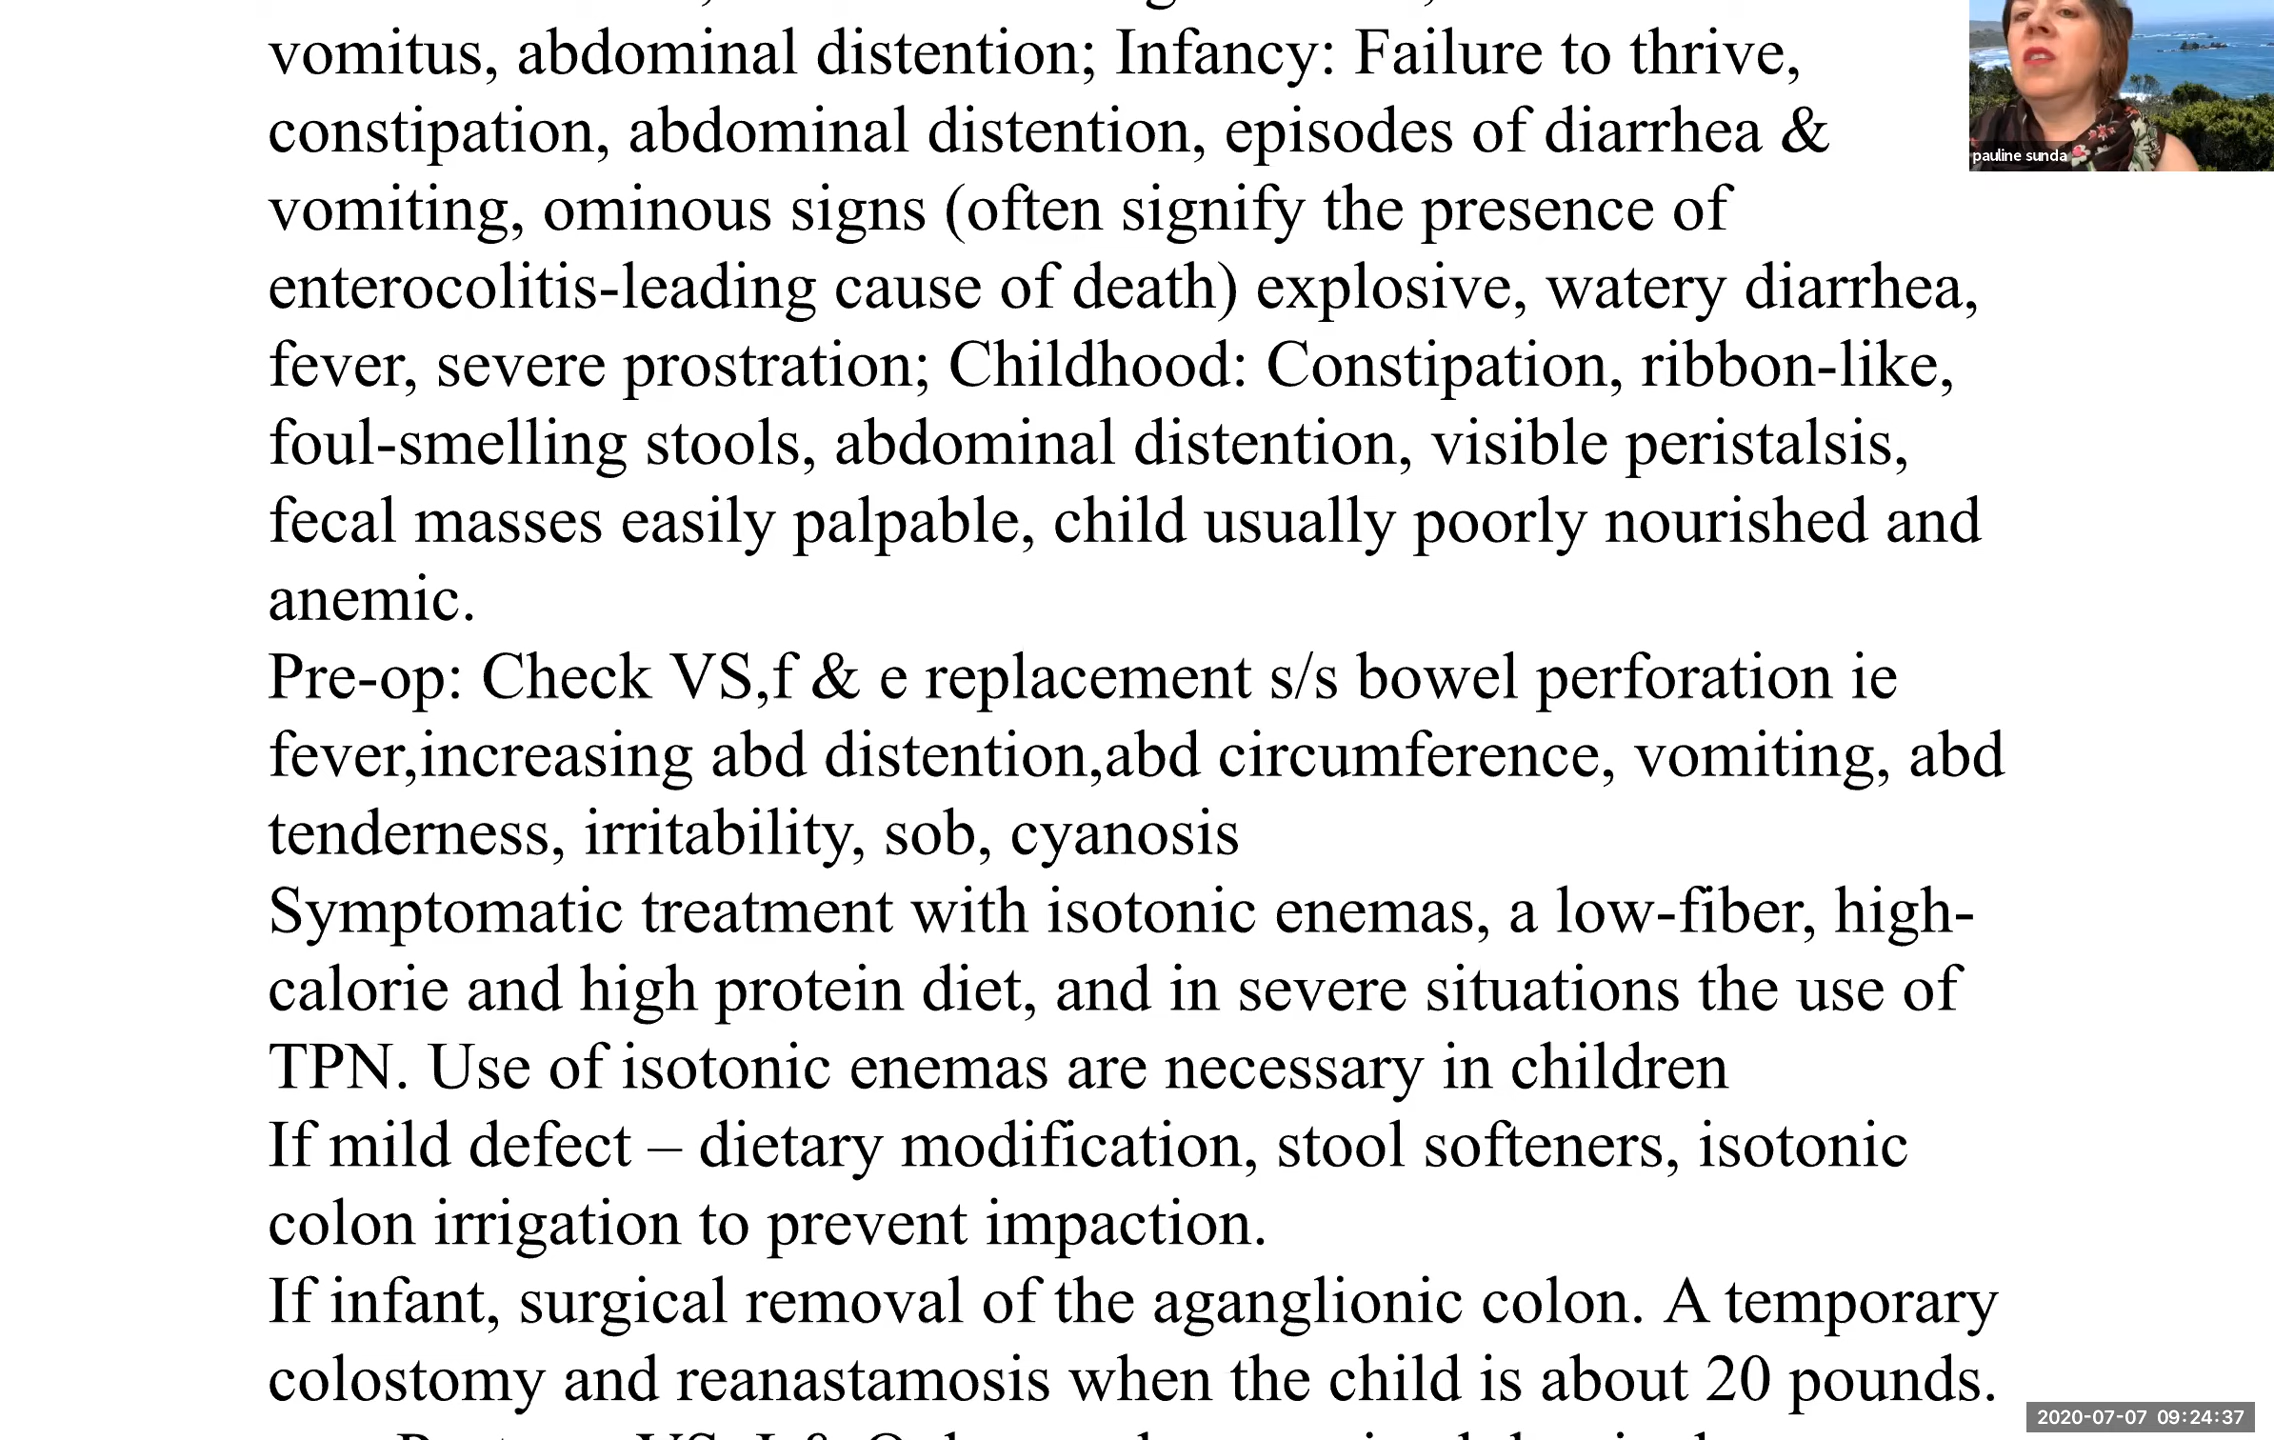 vomitus, abdominal distention; Infancy: Failure to thrive,
constipation, abdominal distention, episodes of diarrhea &
vomiting, ominous signs (often signify the presence of
enterocolitis-leading cause of death) explosive, watery diarrhea,
fever, severe prostration; Childhood: Constipation, ribbon-like,
foul-smelling stools, abdominal distention, visible peristalsis,
fecal masses easily palpable, child usually poorly nourished and
anemic.
Pre-op: Check VS,f & e replacement s/s bowel perforation ie
fever,increasing abd distention,abd circumference, vomiting, abd
tenderness, irritability, sob, cyanosis
Symptomatic treatment with isotonic enemas, a low-fiber, high-
calorie and high protein diet, and in severe situations the use of
TPN. Use of isotonic enemas are necessary in children
If mild defect – dietary modification, stool softeners, isotonic
colon irrigation to prevent impaction.
If infant, surgical removal of the aganglionic colon. A temporary
colostomy and reanastamosis when the child is about 20 pounds.
pauline sunda
2020-07-07 09:24:37